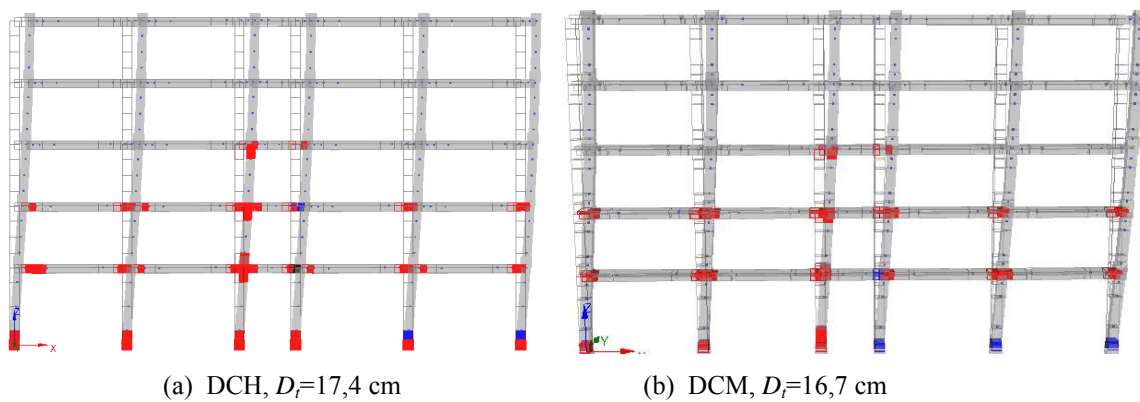 Z
X
Z
Y
(a) DCH, Dt=17,4 cm
(b) DCM, Dt=16,7 cm